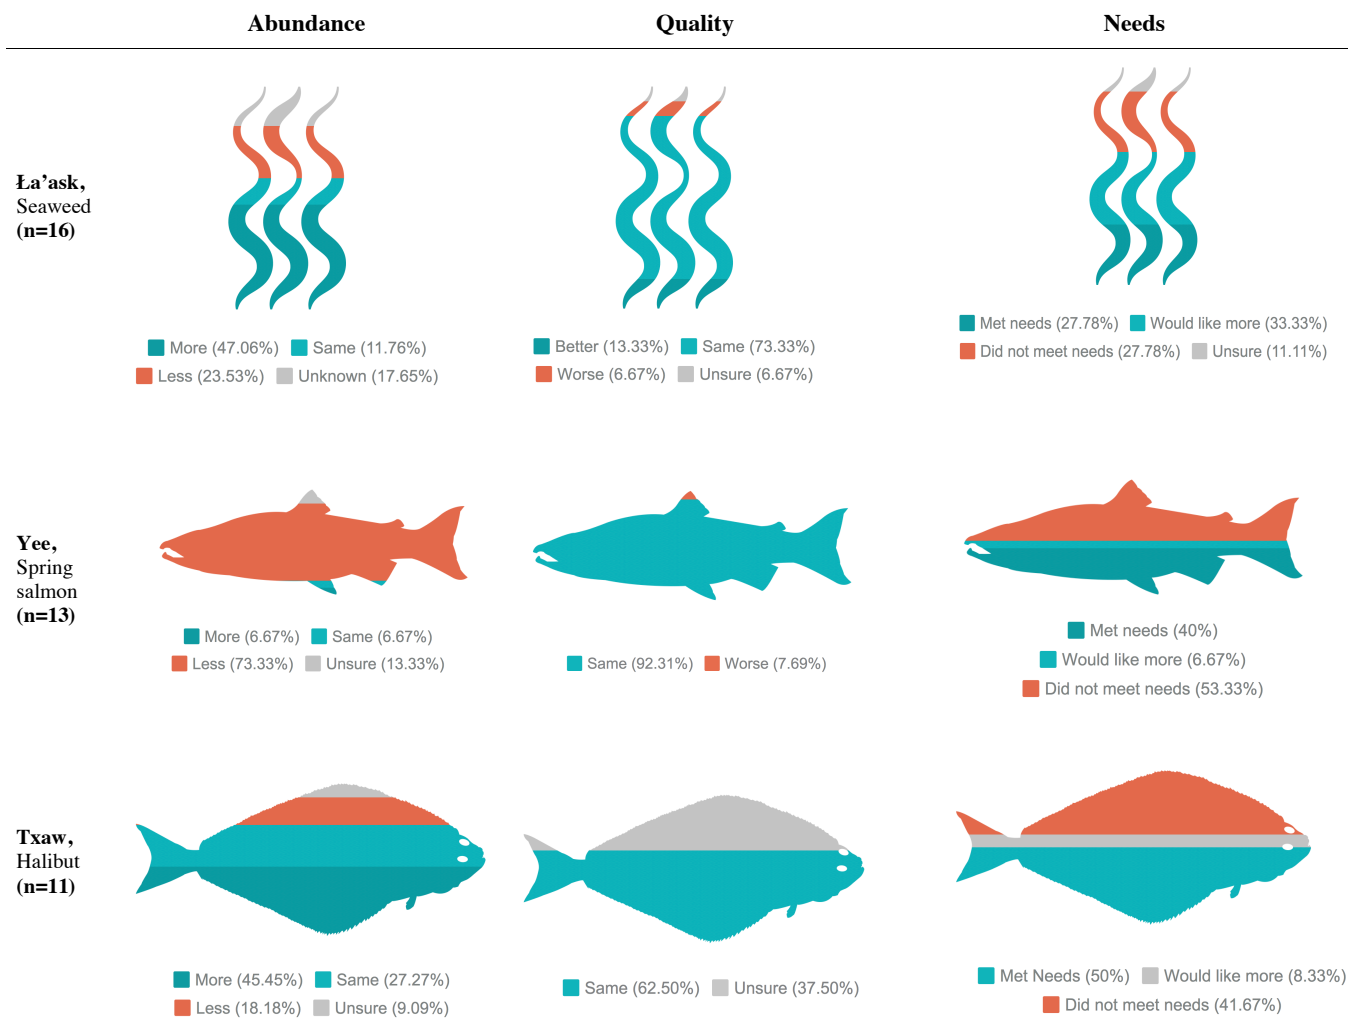 Abundance
Quality
Needs
Ła’ask,
Seaweed
(n=16)
More (47.06%) Same (11.76%)
Less (23.53%) Unknown (17.65%)
Better (13.33%) Same (73.33%)
Worse (6.67%) Unsure (6.67%)
Met needs (27.78%) Would like more (33.33%)
Did not meet needs (27.78%) Unsure (11.11%)
Yee,
Spring
salmon
(n=13)
More (6.67%) Same (6.67%)
Less (73.33%) Unsure (13.33%)
Same (92.31%) Worse (7.69%)
Met needs (40%)
Would like more (6.67%)
Did not meet needs (53.33%)
Txaw,
Halibut
(n=11)
More (45.45%) Same (27.27%)
Less (18.18%) Unsure (9.09%)
Same (62.50%) Unsure (37.50%)
Met Needs (50%) Would like more (8.33%)
Did not meet needs (41.67%)